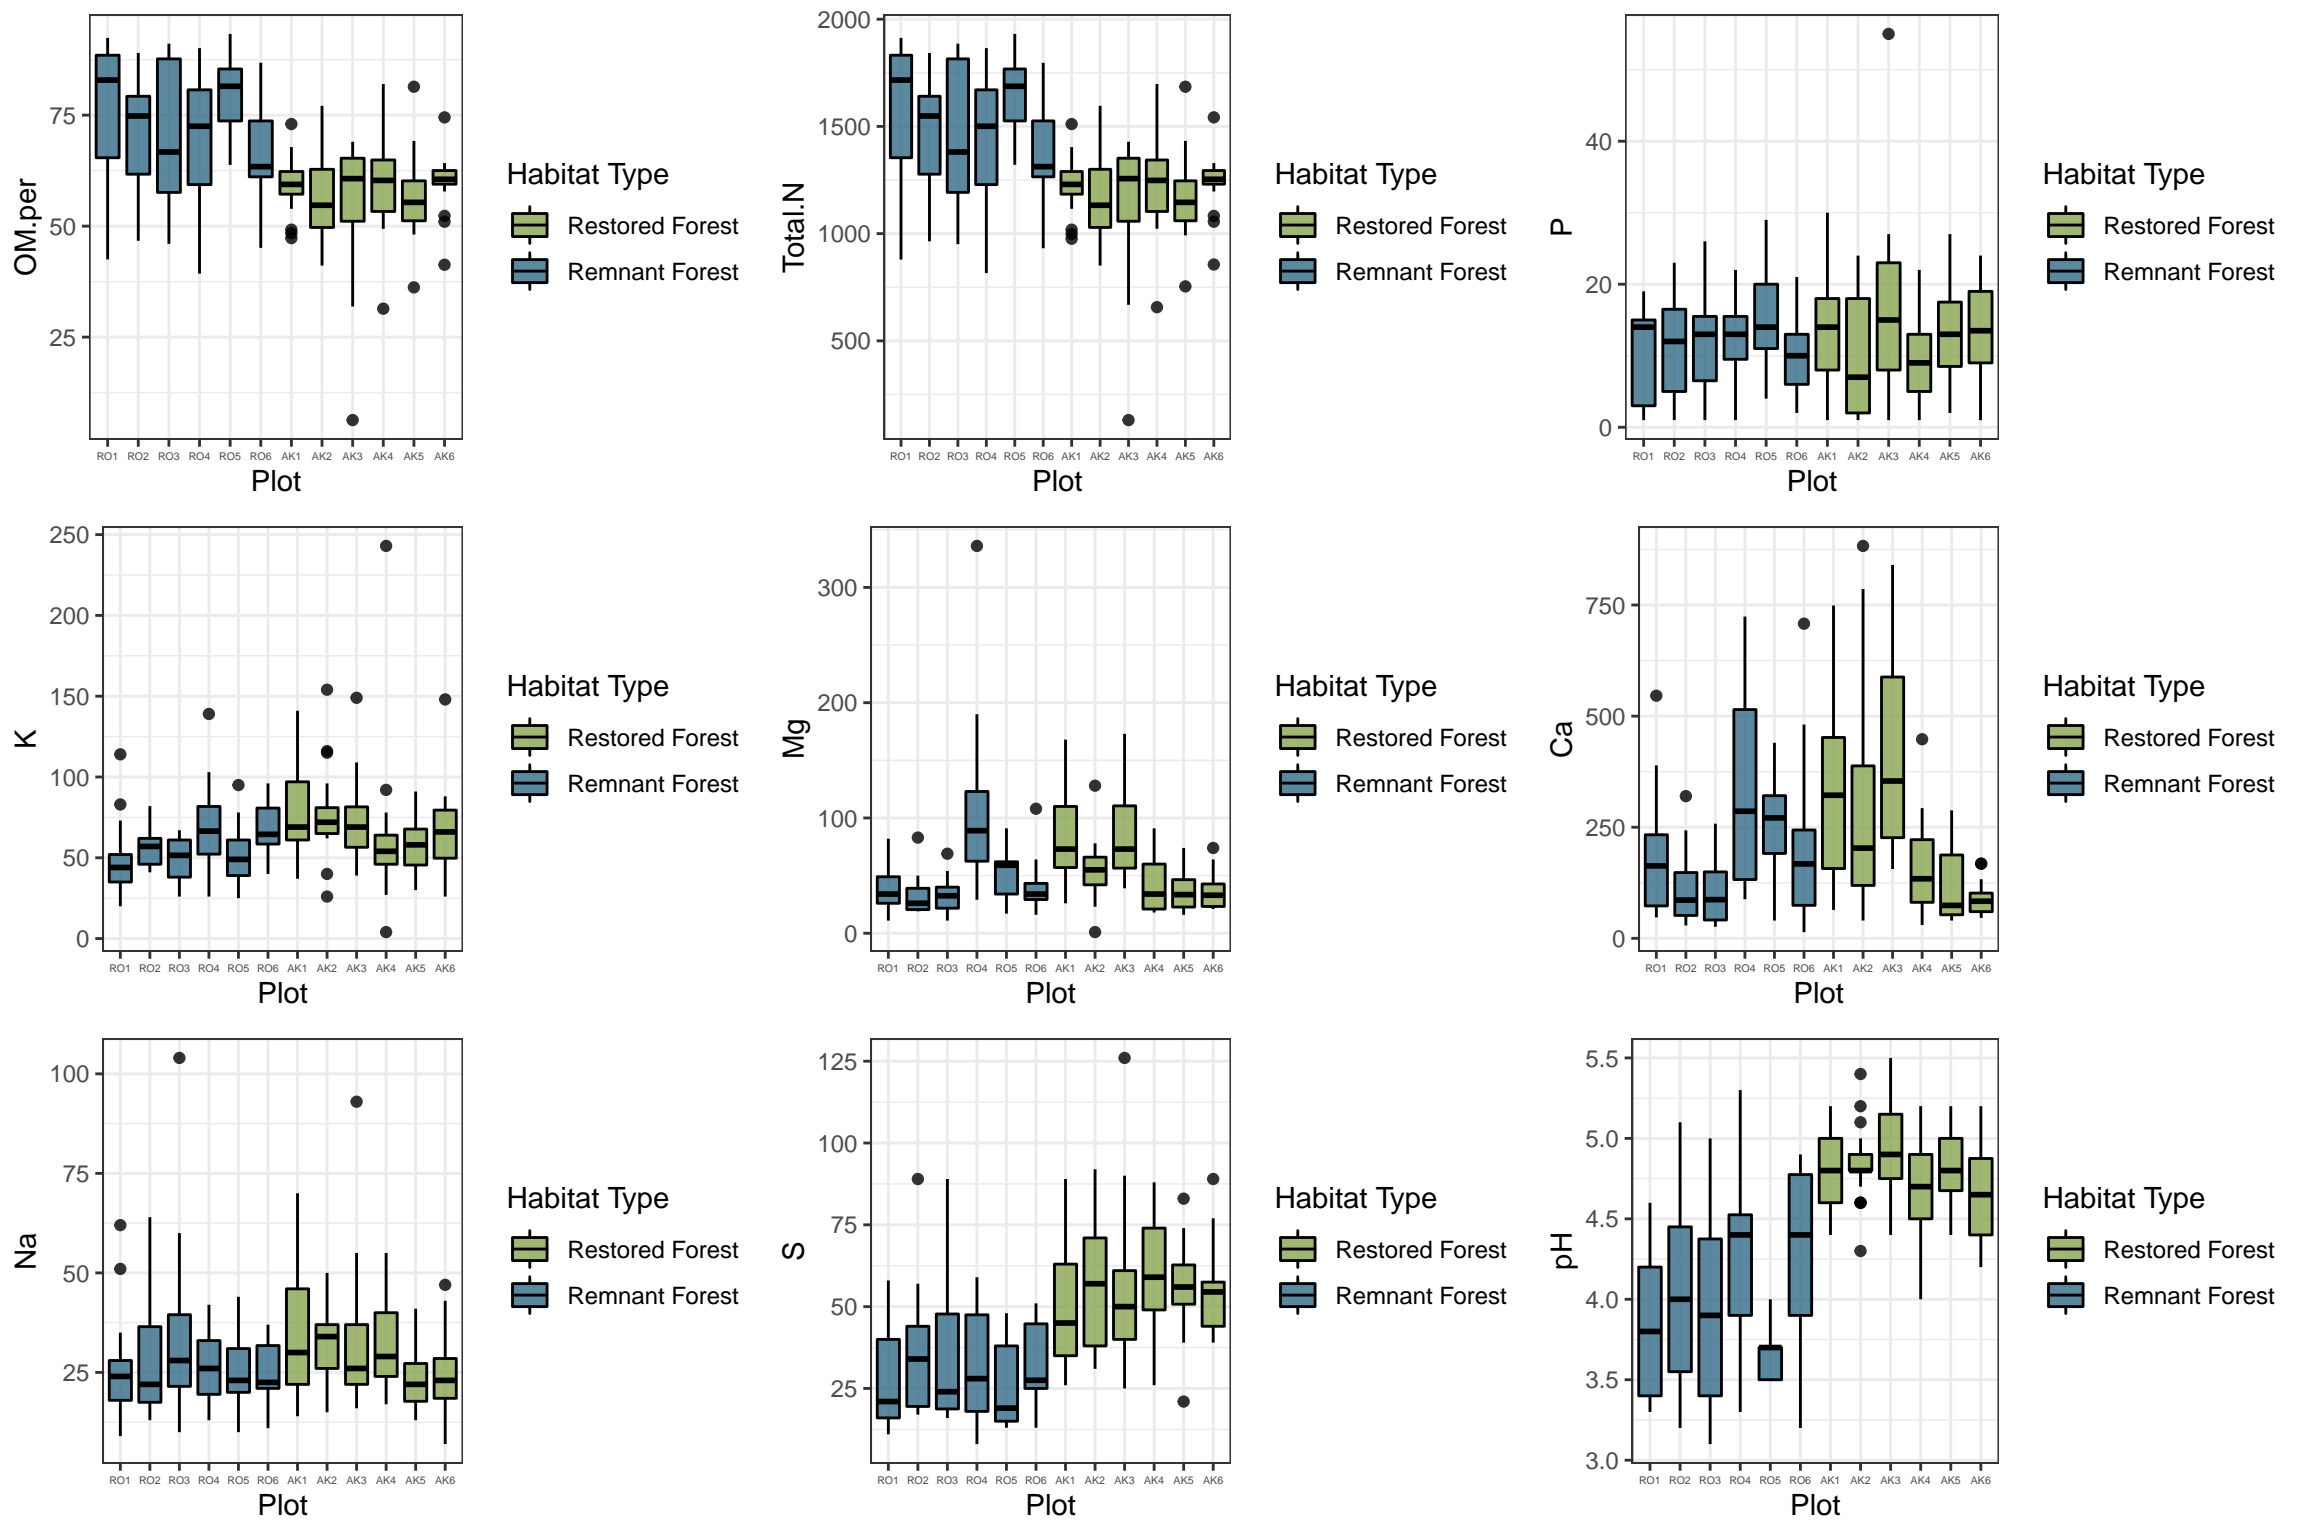 OM.per
75
50
25
RO1 RO2 RO3 RO4 RO5 RO6 AK1 AK2 AK3 AK4 AK5 AK6
Plot
Habitat Type
Restored Forest
Remnant Forest
Total.N
2000
1500
1000
500
RO1 RO2 RO3 RO4 RO5 RO6 AK1 AK2 AK3 AK4 AK5 AK6
Plot
Habitat Type
Restored Forest
Remnant Forest
P
40
20
0
RO1 RO2 RO3 RO4 RO5 RO6 AK1 AK2 AK3 AK4 AK5 AK6
Plot
Habitat Type
Restored Forest
Remnant Forest
K
250
200
150
100
50
0
RO1 RO2 RO3 RO4 RO5 RO6 AK1 AK2 AK3 AK4 AK5 AK6
Plot
Habitat Type
Restored Forest
Remnant Forest
Mg
300
200
100
0
RO1 RO2 RO3 RO4 RO5 RO6 AK1 AK2 AK3 AK4 AK5 AK6
Plot
Habitat Type
Restored Forest
Remnant Forest
Ca
750
500
250
0
RO1 RO2 RO3 RO4 RO5 RO6 AK1 AK2 AK3 AK4 AK5 AK6
Plot
Habitat Type
Restored Forest
Remnant Forest
Na
100
75
50
25
RO1 RO2 RO3 RO4 RO5 RO6 AK1 AK2 AK3 AK4 AK5 AK6
Plot
Habitat Type
Restored Forest
Remnant Forest
S
125
100
75
50
25
RO1 RO2 RO3 RO4 RO5 RO6 AK1 AK2 AK3 AK4 AK5 AK6
Plot
Habitat Type
Restored Forest
Remnant Forest
pH
5.5
5.0
4.5
4.0
3.5
3.0
RO1 RO2 RO3 RO4 RO5 RO6 AK1 AK2 AK3 AK4 AK5 AK6
Plot
Habitat Type
Restored Forest
Remnant Forest